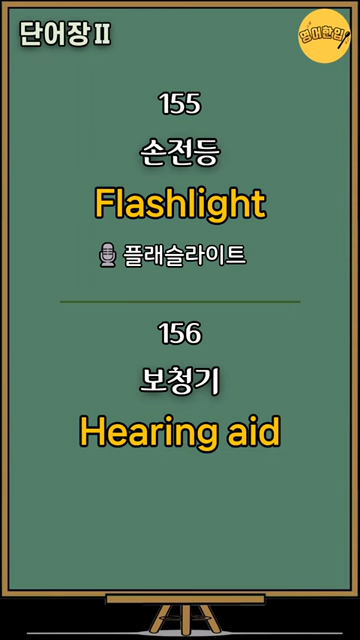 단어장 II
영어한입
155
손전등
Flashlight
플래슬라이트
156
보청기
Hearing aid